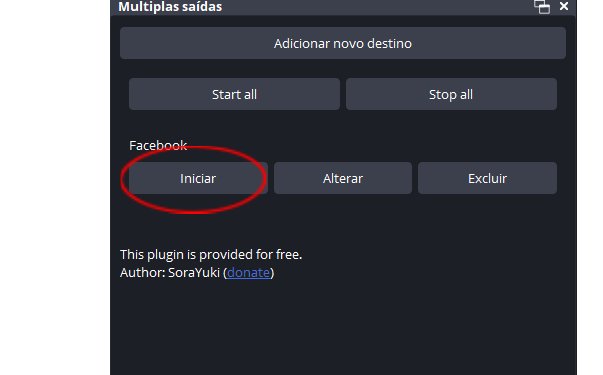 Multiplas saídas
Adicionar novo destino
Start all Stop all
Facebook
Iniciar Alterar Excluir
This plugin is provided for free.
Author: SoraYuki (donate)